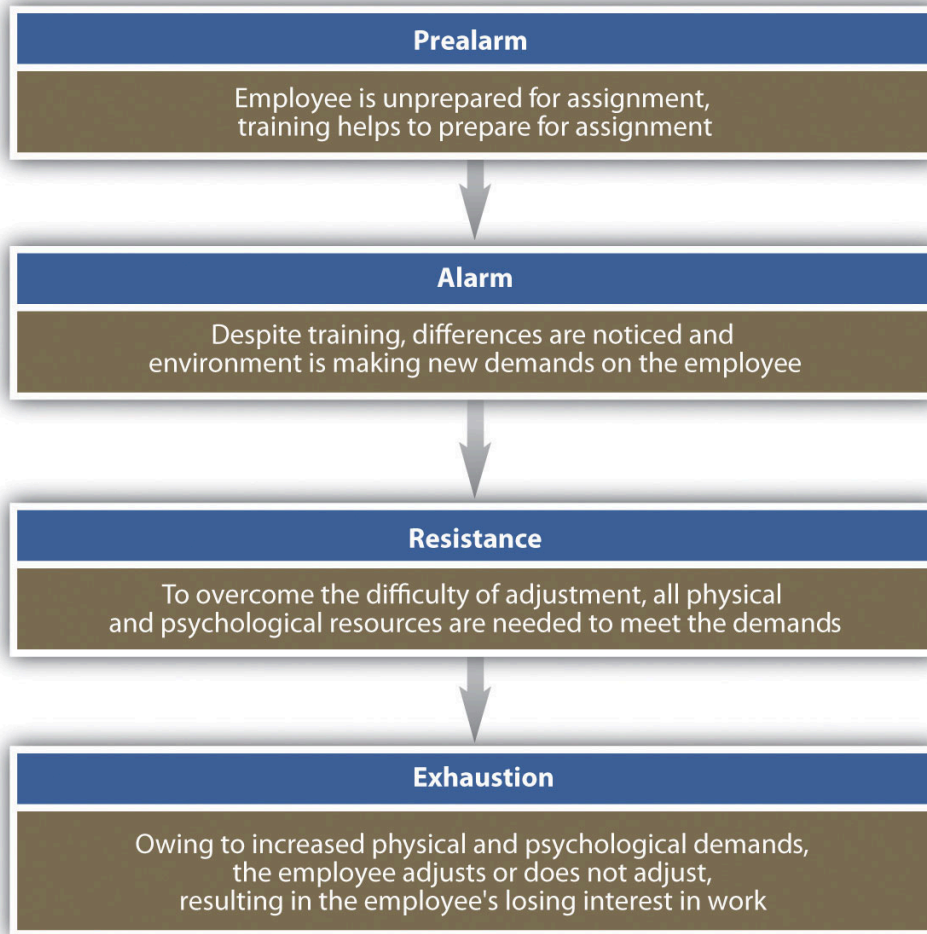 Prealarm
Employee is unprepared for assignment,
training helps to prepare for assignment
Alarm
Despite training, differences are noticed and
environment is making new demands on the employee
Resistance
To overcome the difficulty of adjustment, all physical
and psychological resources are needed to meet the demands
Exhaustion
Owing to increased physical and psychological demands,
the employee adjusts or does not adjust,
resulting in the employee's losing interest in work